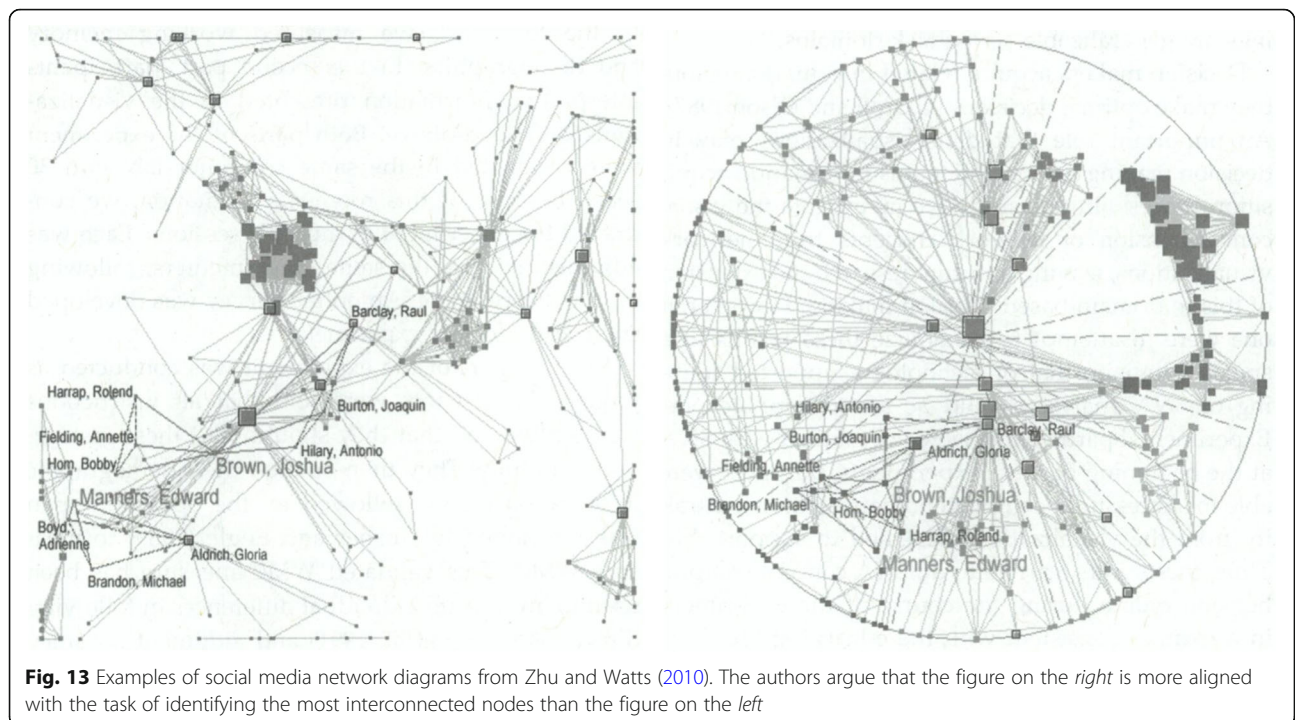 Barclay, Raul
Harrap, Rolend
Burton, Joaquin
Fielding, Annette
Hilary, Antonio
Hom, Bobby
Brown, Joshua
Manners, Edward
Boyd,
Adrienne
Aldrich, Gloria
Brandon, Michael
Hilary, Antonio
Barclay, Raul
Burton, Joaquin
Aldrich, Gloria
Fielding, Annette
Brown, Joshua
Brandon, Michael
Hom, Bobby
Harrap, Roland
Manners, Edward
Fig. 13 Examples of social media network diagrams from Zhu and Watts (2010). The authors argue that the figure on the right is more aligned
with the task of identifying the most interconnected nodes than the figure on the left